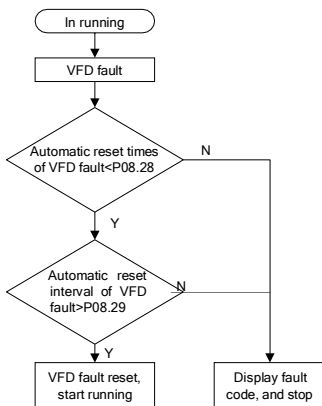 In running
VFD fault
Automatic reset times
of VFD fault<P08.28
N
Y
Automatic reset
interval of VFD
fault>P08.29
N
Y
VFD fault reset,
start running
Display fault
code, and stop